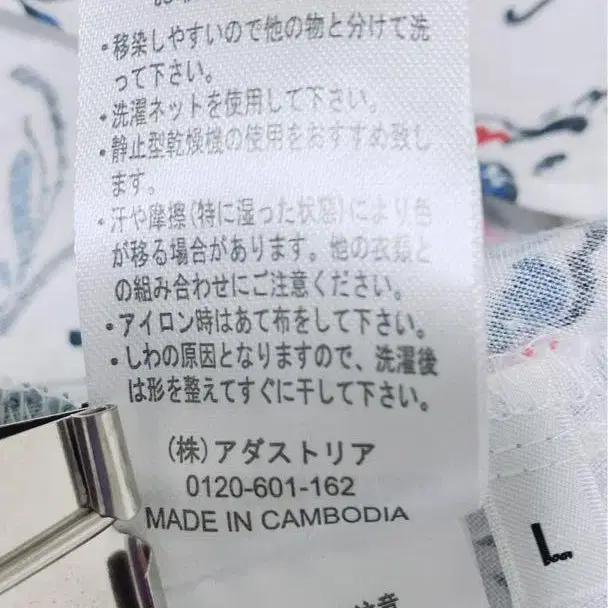 ・移染しやすいので他の物と分けて洗
って下さい。
・洗濯ネットを使用して下さい。
・静止型乾燥機の使用をおすすめ致し
ます。
・汗や摩擦(特に湿った状態)により色
が移る場合があります。他の衣類と
の組み合わせにご注意ください。
・アイロン時はあて布をして下さい。
・しわの原因となりますので、洗濯後
は形を整えてすぐに干して下さい。
(株)アダストリア
0120-601-162
MADE IN CAMBODIA
L
注意